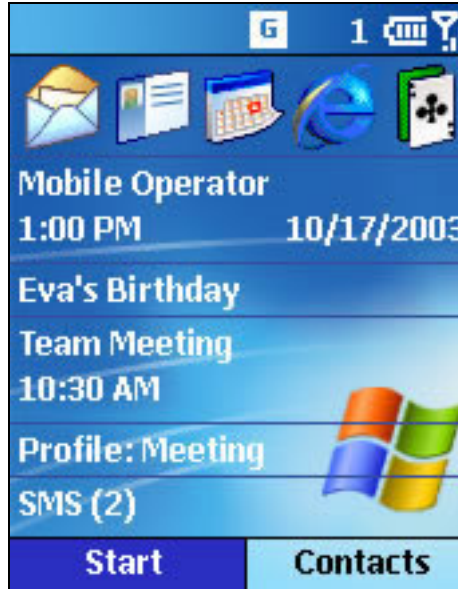 G 1
Mobile Operator
1:00 PM 10/17/2003
Eva's Birthday
Team Meeting
10:30 AM
Profile: Meeting
SMS (2)
Start Contacts